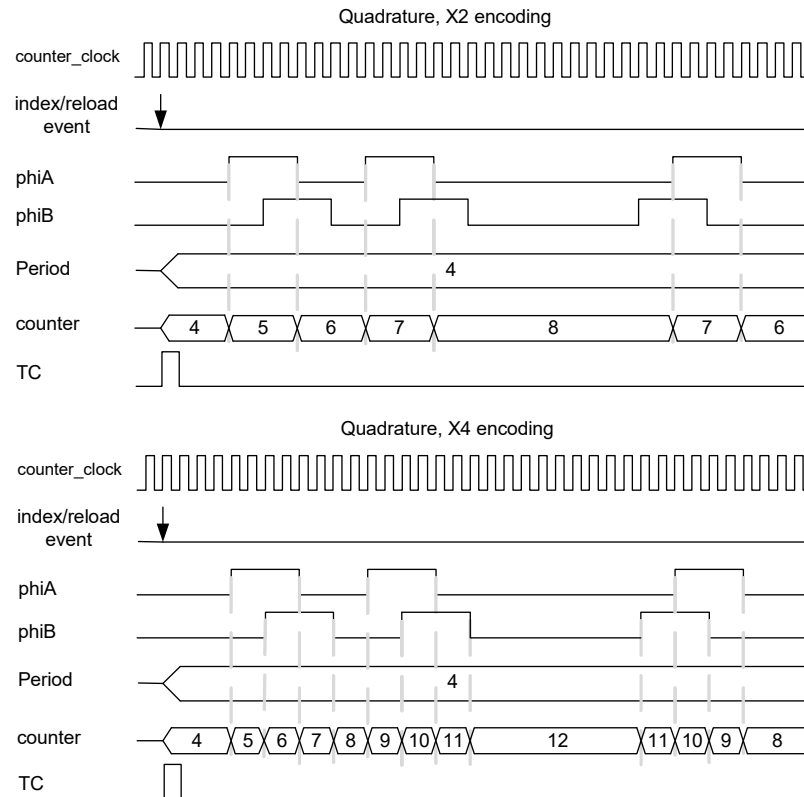 Quadrature, X2 encoding
counter_clock
index/reload
event
phiA
phiB
Period
4
counter
4 5 6 7 8 7 6
TC
Quadrature, X4 encoding
counter_clock
index/reload
event
phiA
phiB
Period
4
counter
4 5 6 7 8 9 10 11 12 11 10 9 8
TC